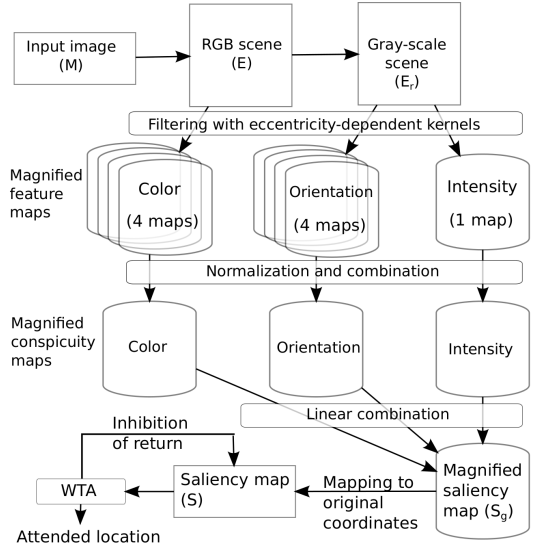 Input image
(M)
RGB scene
(E)
Gray-scale
scene
(Er)
Filtering with eccentricity-dependent kernels
Magnified
feature
maps
Color
(4 maps)
Orientation
(4 maps)
Intensity
(1 map)
Normalization and combination
Magnified
conspicuity
maps
Color
Orientation
Intensity
Linear combination
Inhibition
of return
WTA
Saliency map
(S)
Mapping to
original
coordinates
Magnified
saliency
map (Sg)
Attended location